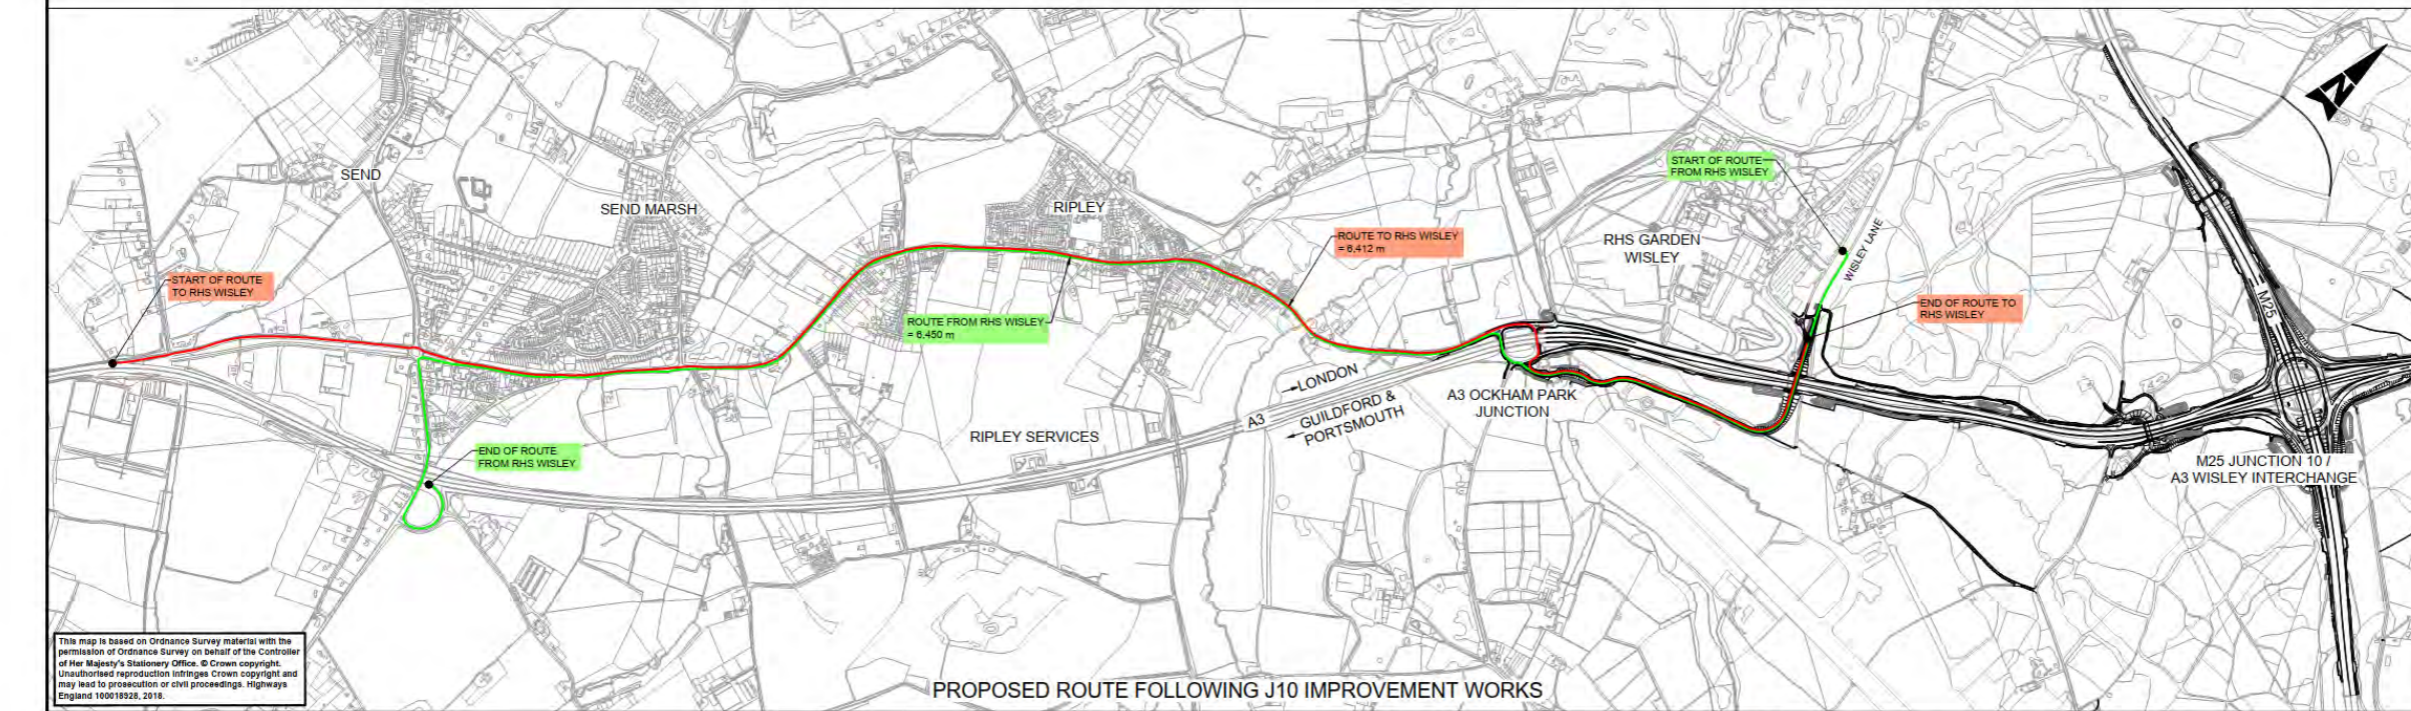 SEND
SEND MARSH
RIPLEY
START OF ROUTE
FROM RHS WISLEY
WISLEY LANE
RHS GARDEN
WISLEY
ROUTE TO RHS WISLEY
= 6,412 m
START OF ROUTE
TO RHS WISLEY
END OF ROUTE TO
RHS WISLEY
M25
ROUTE FROM RHS WISLEY
= 6,450 m
LONDON
A3
GUILDFORD &
PORTSMOUTH
A3 OCKHAM PARK
JUNCTION
RIPLEY SERVICES
END OF ROUTE
FROM RHS WISLEY
M25 JUNCTION 10 /
A3 WISLEY INTERCHANGE
N
This map is based on Ordnance Survey material with the
permission of Ordnance Survey on behalf of the Controller
of Her Majesty's Stationery Office. © Crown copyright.
Unauthorised reproduction infringes Crown copyright and
may lead to prosecution or civil proceedings. Highways
England 100018928, 2018.
PROPOSED ROUTE FOLLOWING J10 IMPROVEMENT WORKS